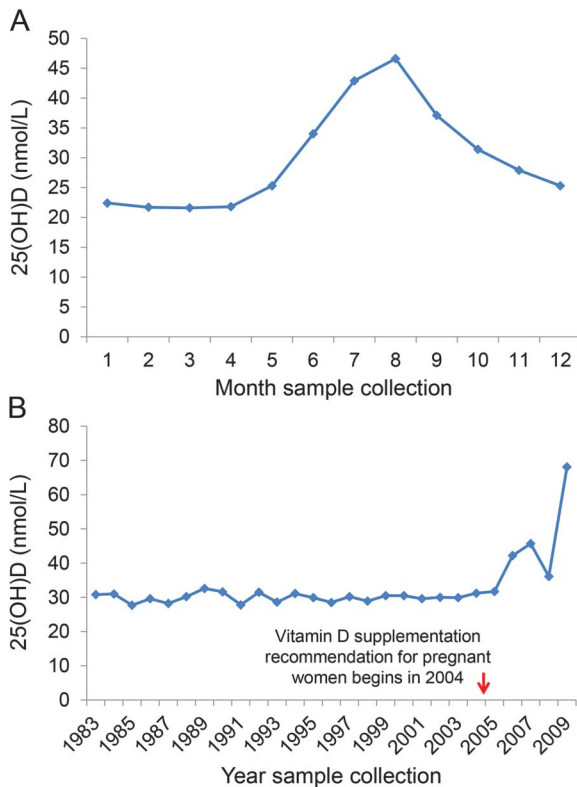 A
50
45
40
35
30
25
20
15
10
5
0
25(OH)D (nmol/L)
1 2 3 4 5 6 7 8 9 10 11 12
Month sample collection
B
80
70
60
50
40
30
20
10
0
25(OH)D (nmol/L)
Vitamin D supplementation
recommendation for pregnant
women begins in 2004
1983 1985 1987 1989 1991 1993 1995 1997 1999 2001 2003 2005 2007 2009
Year sample collection